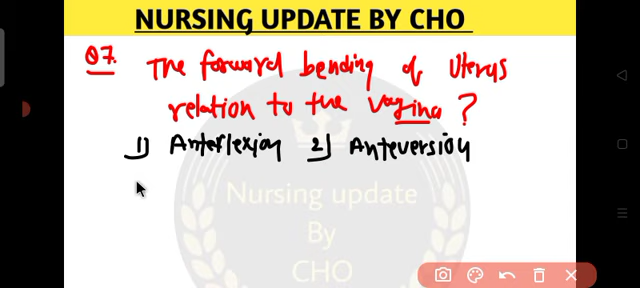 NURSING UPDATE BY CHO
Q7. The forward bending of Uterus
relation to the vagina ?
1) Anteflexion 2) Anteversion
Nursing update
By
CHO